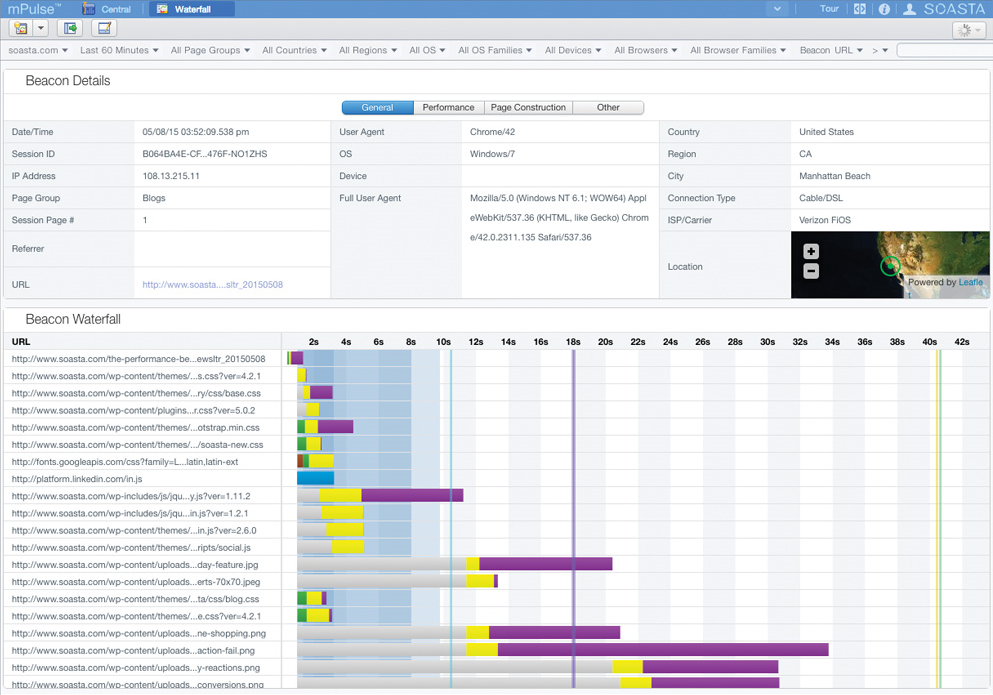 mPulse™ Central Waterfall Tour SOASTA
soasta.com Last 60 Minutes All Page Groups All Countries All Regions All OS All OS Families All Devices All Browsers All Browser Families Beacon URL >
Beacon Details
General Performance Page Construction Other
Date/Time 05/08/15 03:52:09.538 pm User Agent Chrome/42 Country United States
Session ID B064BA4E-CF...476F-NO1ZHS OS Windows/7 Region CA
IP Address 108.13.215.11 Device City Manhattan Beach
Page Group Blogs Full User Agent Mozilla/5.0 (Windows NT 6.1; WOW64) Appl Connection Type Cable/DSL
Session Page # 1 eWebKit/537.36 (KHTML, like Gecko) Chrom ISP/Carrier Verizon FiOS
e/42.0.2311.135 Safari/537.36
Referrer
Location
+
−
URL http://www.soasta....sltr_20150508 Powered by Leafle
Beacon Waterfall
URL 2s 4s 6s 8s 10s 12s 14s 16s 18s 20s 22s 24s 26s 28s 30s 32s 34s 36s 38s 40s 42s
http://www.soasta.com/the-performance-be...ewsltr_20150508
http://www.soasta.com/wp-content/themes/...s.css?ver=4.2.1
http://www.soasta.com/wp-content/themes/...ry/css/base.css
http://www.soasta.com/wp-content/plugins...r.css?ver=5.0.2
http://www.soasta.com/wp-content/themes/...otstrap.min.css
http://www.soasta.com/wp-content/themes/.../soasta-new.css
http://fonts.googleapis.com/css?family=L...latin,latin-ext
http://platform.linkedin.com/in.js
http://www.soasta.com/wp-includes/js/jqu...y.js?ver=1.11.2
http://www.soasta.com/wp-includes/js/jqu...in.js?ver=1.2.1
http://www.soasta.com/wp-content/themes/...in.js?ver=2.6.0
http://www.soasta.com/wp-content/themes/...ripts/social.js
http://www.soasta.com/wp-content/uploads...day-feature.jpg
http://www.soasta.com/wp-content/uploads...erts-70x70.jpeg
http://www.soasta.com/wp-content/themes/...ta/css/blog.css
http://www.soasta.com/wp-content/themes/...e.css?ver=4.2.1
http://www.soasta.com/wp-content/uploads...ne-shopping.png
http://www.soasta.com/wp-content/uploads...action-fail.png
http://www.soasta.com/wp-content/uploads...y-reactions.png
http://www.soasta.com/wp-content/uploads...conversions.png